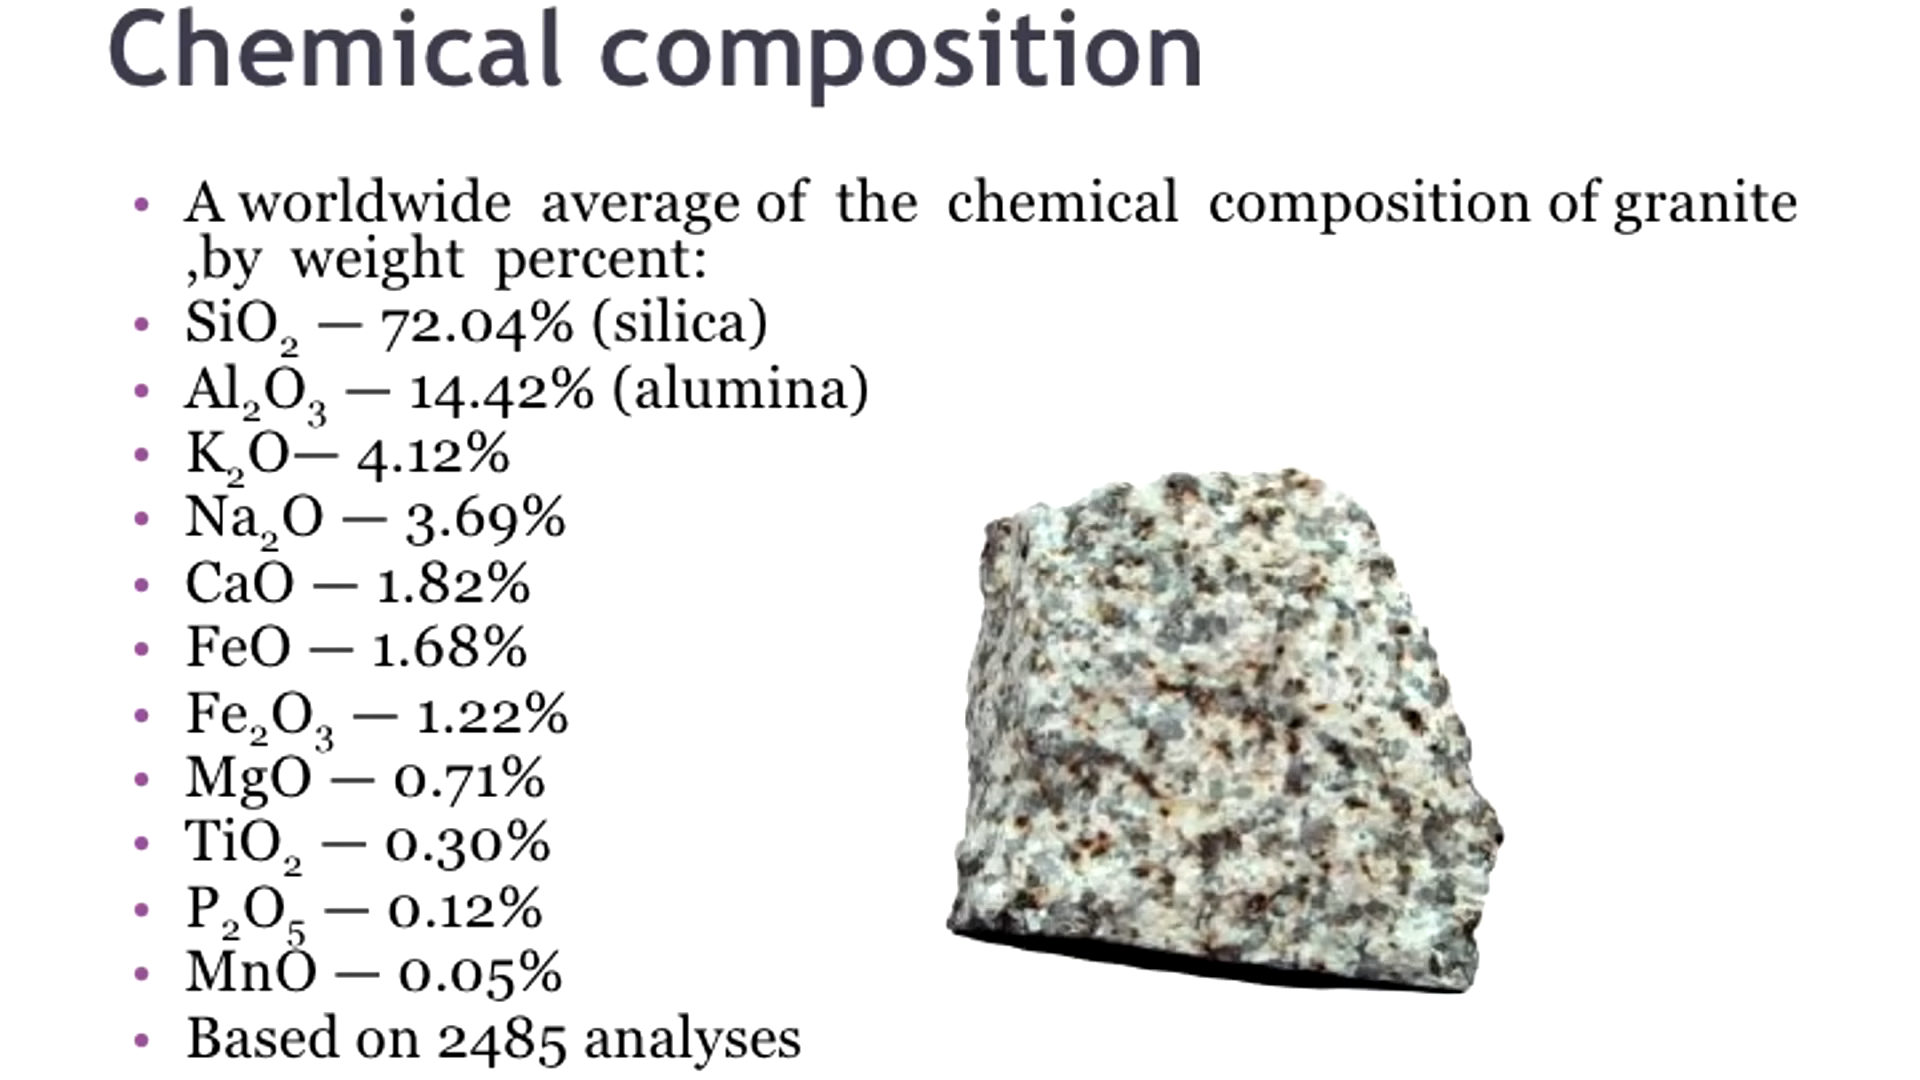 Chemical composition
• A worldwide average of the chemical composition of granite
,by weight percent:
• SiO₂ — 72.04% (silica)
• Al₂O₃ — 14.42% (alumina)
• K₂O— 4.12%
• Na₂O — 3.69%
• CaO — 1.82%
• FeO — 1.68%
• Fe₂O₃ — 1.22%
• MgO — 0.71%
• TiO₂ — 0.30%
• P₂O₅ — 0.12%
• MnO — 0.05%
• Based on 2485 analyses